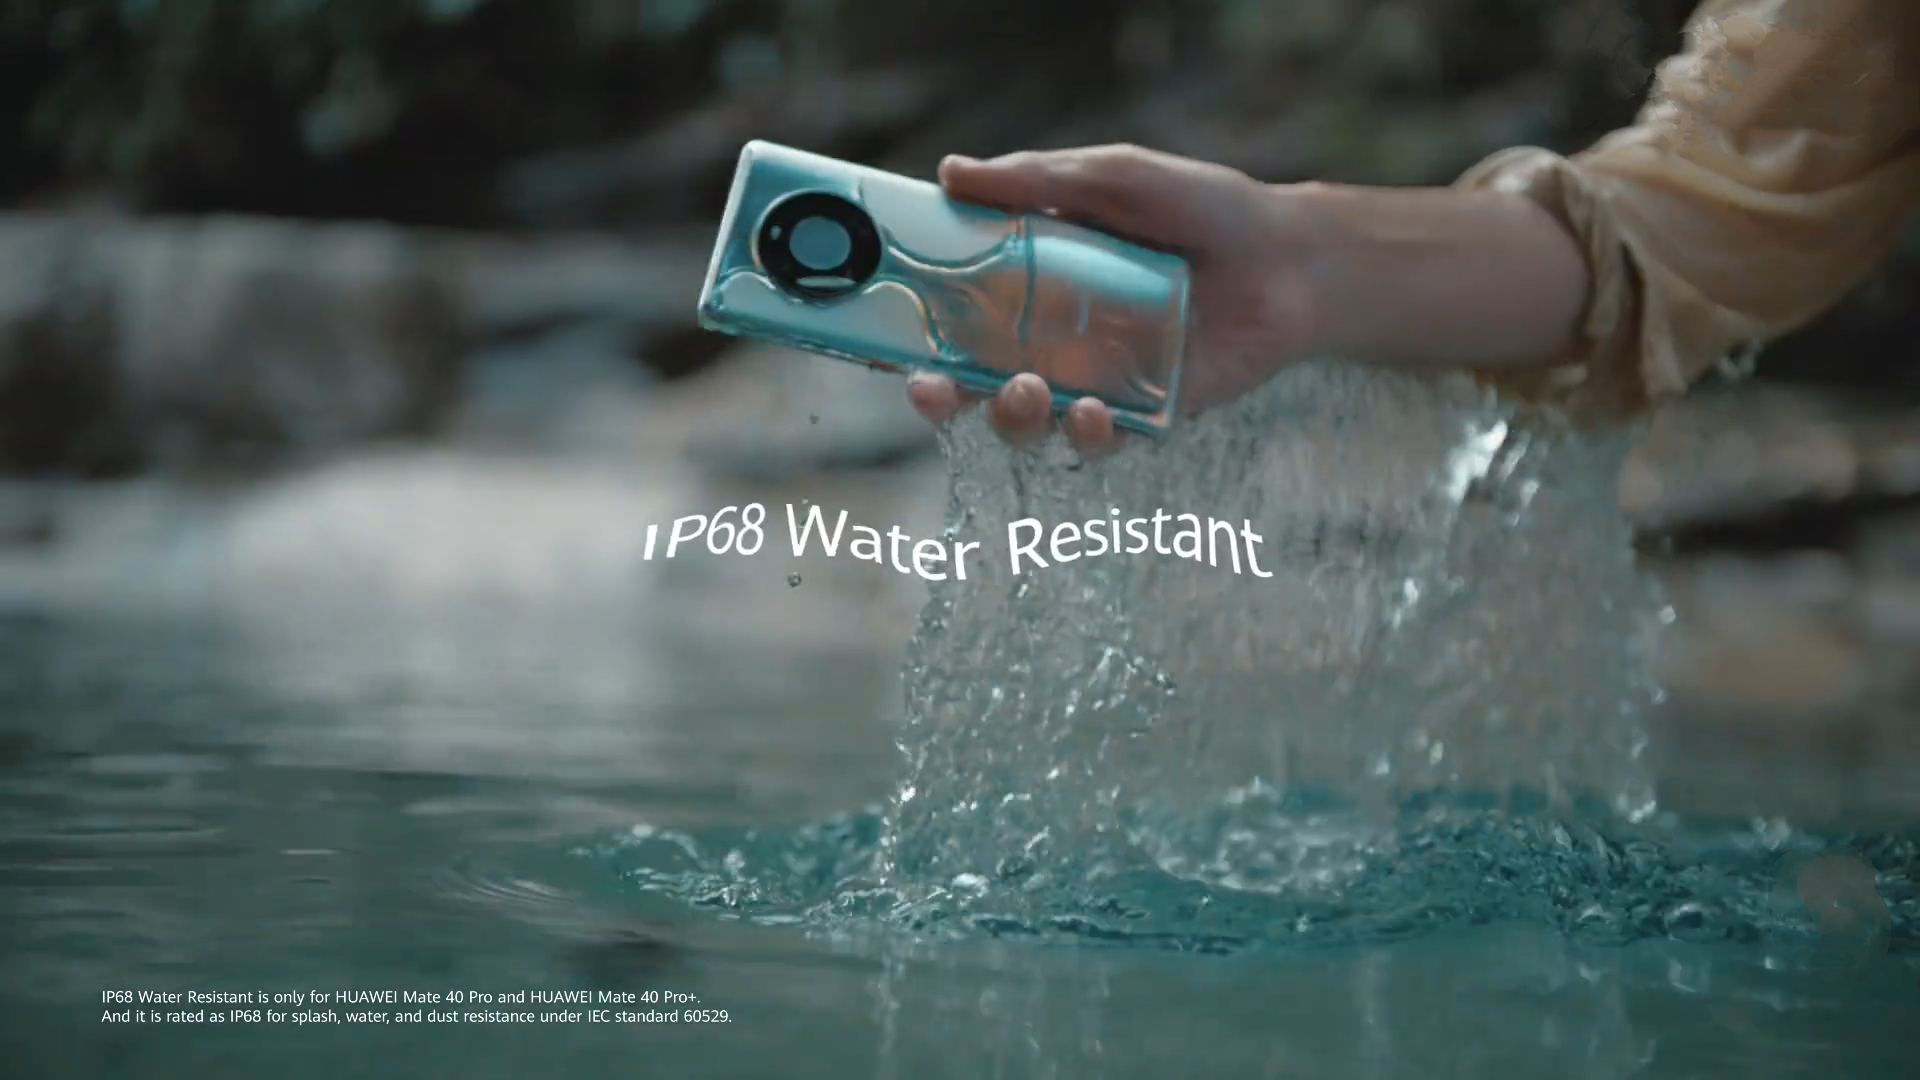 IP68 Water Resistant
IP68 Water Resistant is only for HUAWEI Mate 40 Pro and HUAWEI Mate 40 Pro+.
And it is rated as IP68 for splash, water, and dust resistance under IEC standard 60529.